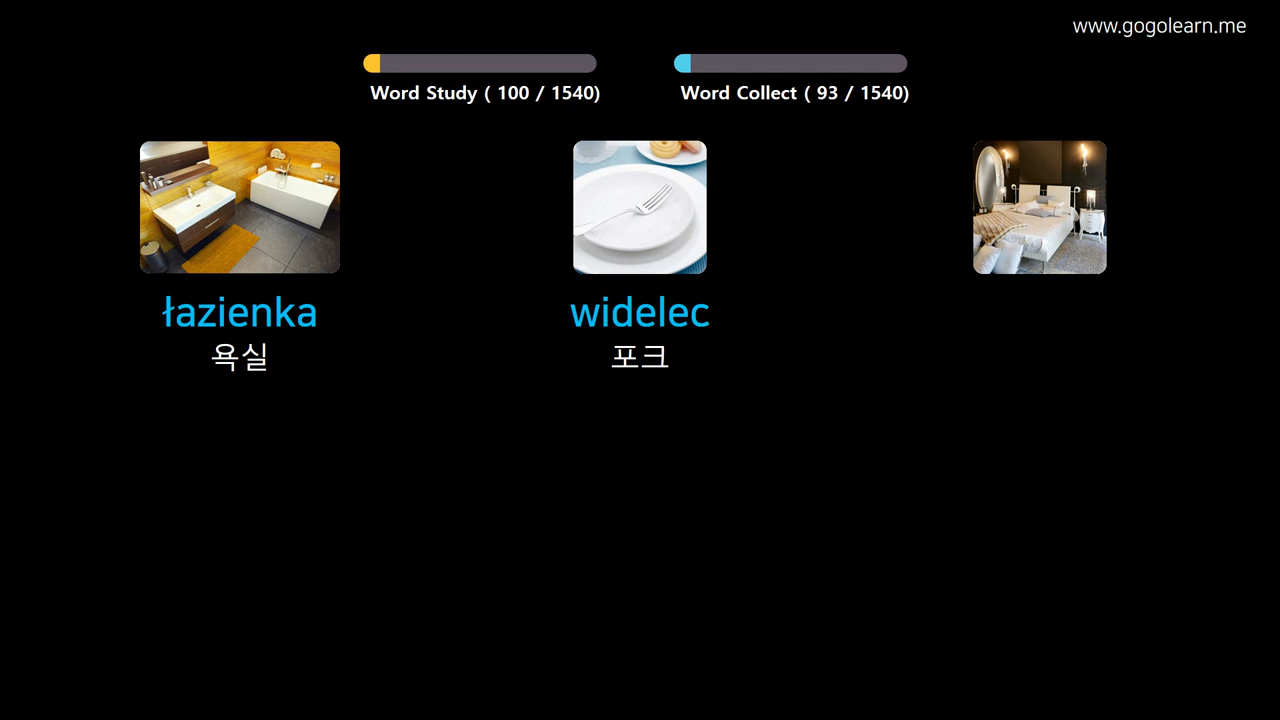 www.gogolearn.me
Word Study ( 100 / 1540)
Word Collect ( 93 / 1540)
łazienka
욕실
widelec
포크